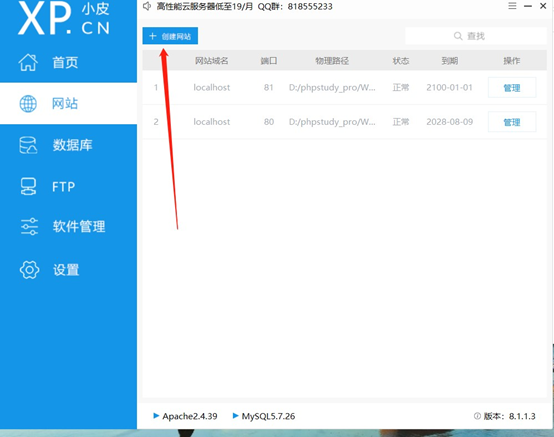 XP.CN 小皮
高性能云服务器低至19/月 QQ群：818555233
首页
网站
数据库
FTP
软件管理
设置
+ 创建网站
查找
网站域名 端口 物理路径 状态 到期 操作
1 localhost 81 D:/phpstudy_pro/W... 正常 2100-01-01 管理
2 localhost 80 D:/phpstudy_pro/W... 正常 2028-08-09 管理
Apache2.4.39 MySQL5.7.26 版本：8.1.1.3